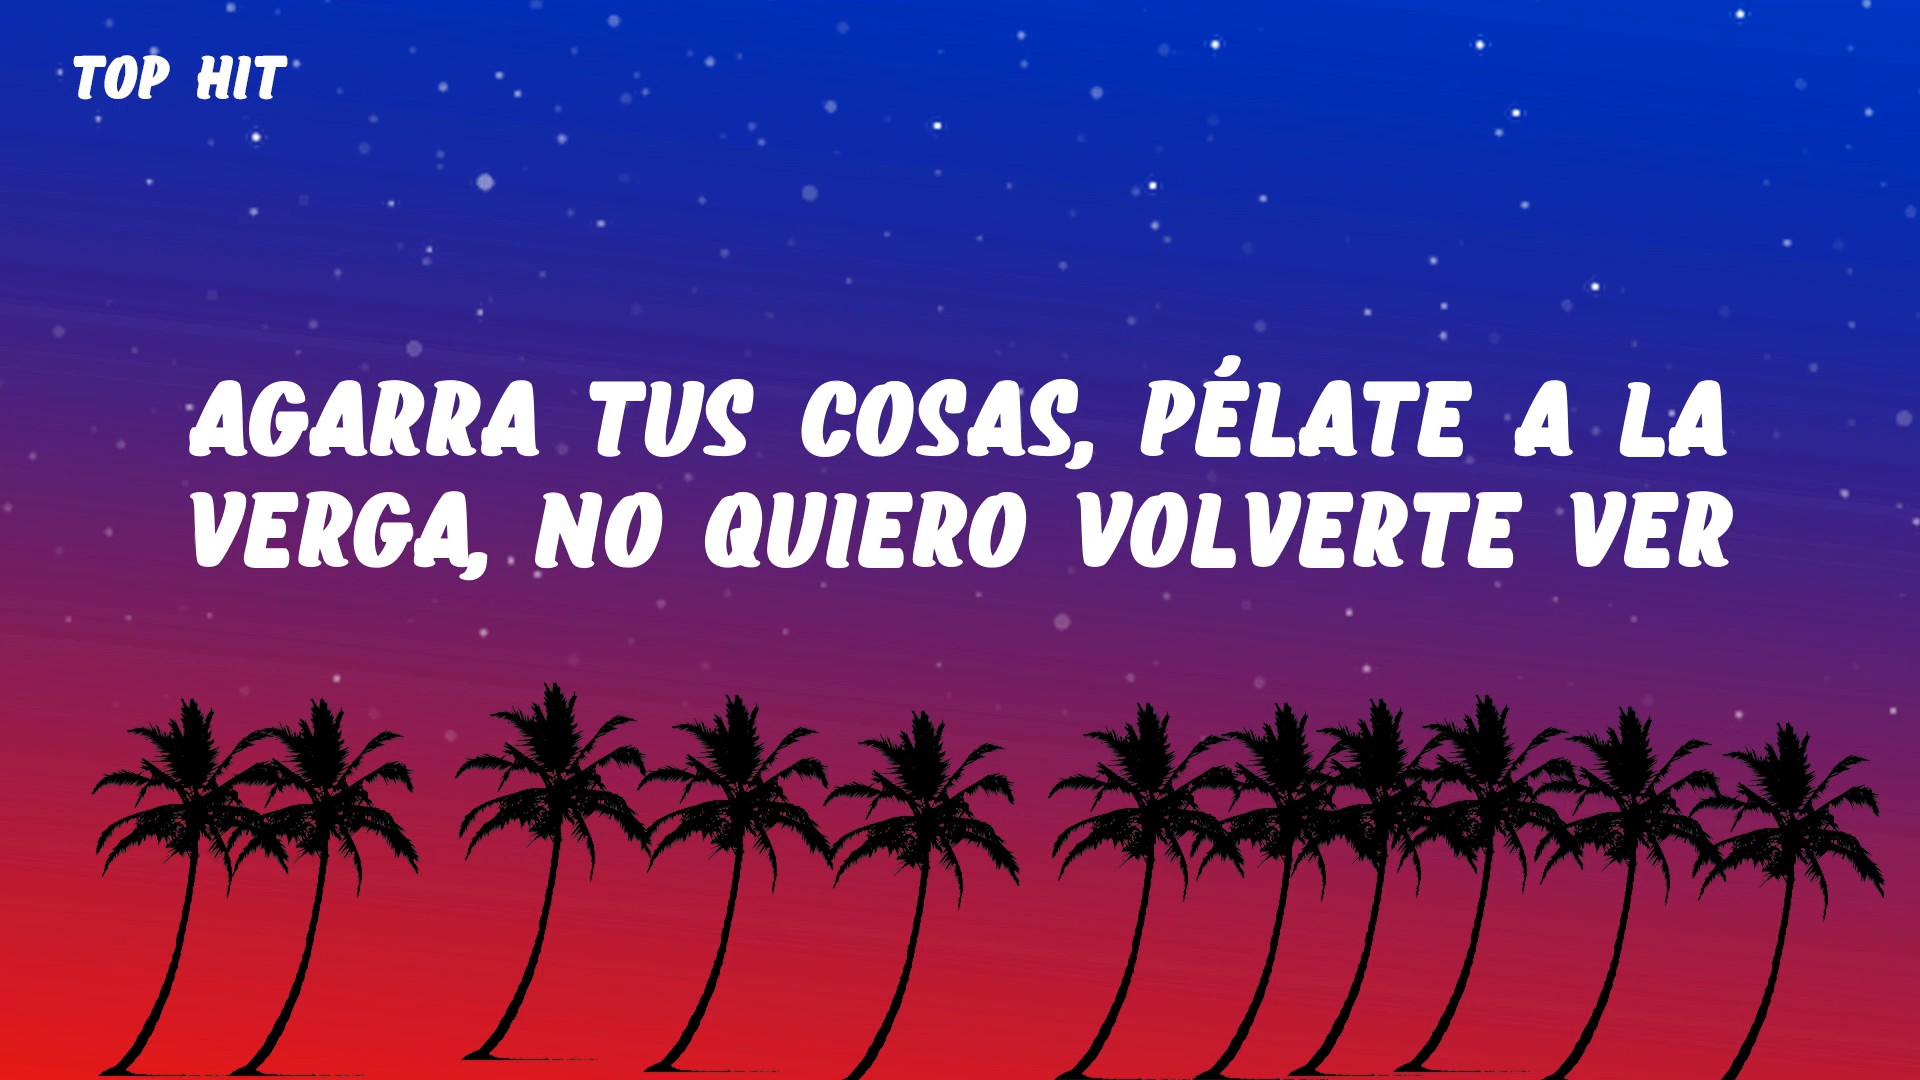 TOP HIT
AGARRA TUS COSAS, PÉLATE A LA
VERGA, NO QUIERO VOLVERTE VER